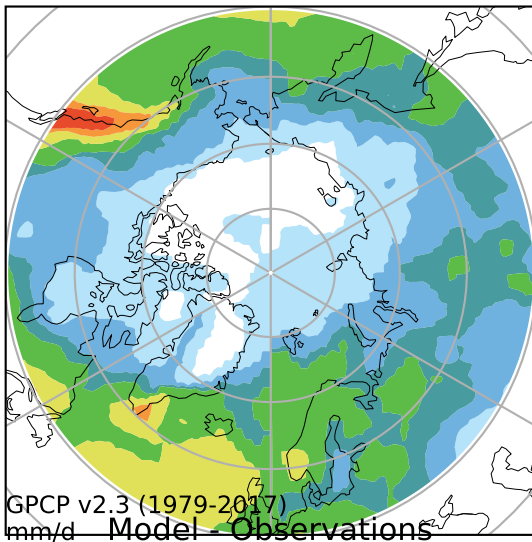 GPCP v2.3 (1979-2017)
mm/d Model - Observations